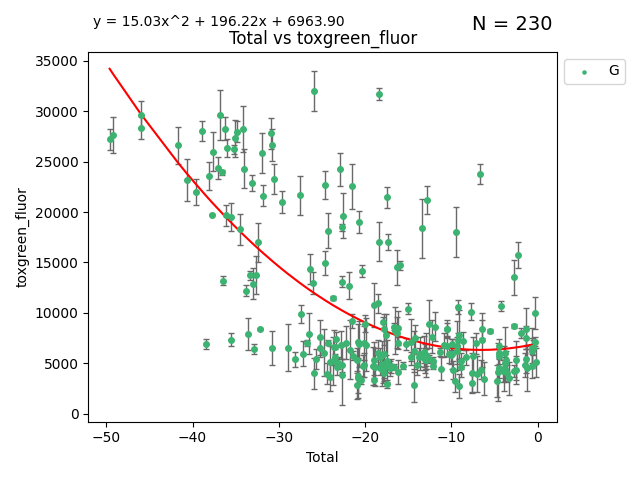 y = 15.03x^2 + 196.22x + 6963.90
N = 230
Total vs toxgreen_fluor
G
35000
30000
25000
20000
15000
10000
5000
0
toxgreen_fluor
−50 −40 −30 −20 −10 0
Total